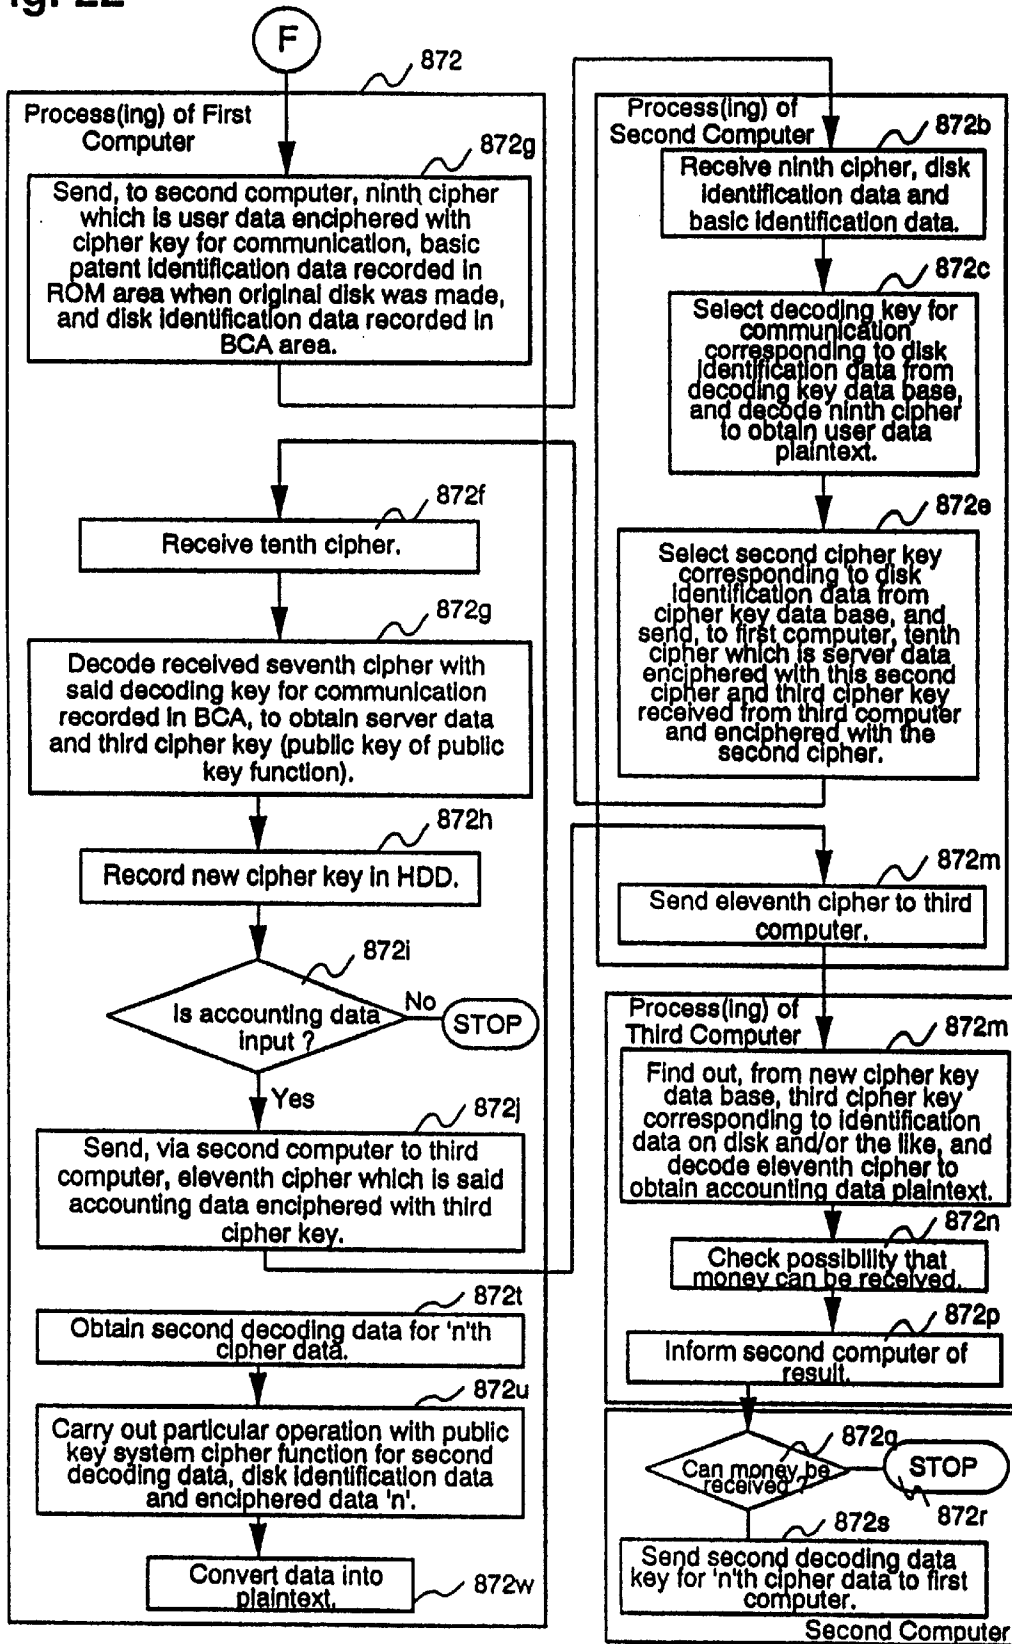 F
872
Process(ing) of First
Computer
872g
Send, to second computer, ninth cipher
which is user data enciphered with
cipher key for communication, basic
patent identification data recorded in
ROM area when original disk was made,
and disk identification data recorded in
BCA area.
872f
Receive tenth cipher.
872g
Decode received seventh cipher with
said decoding key for communication
recorded in BCA, to obtain server data
and third cipher key (public key of public
key function).
872h
Record new cipher key in HDD.
872i
Is accounting data
input ?
No
STOP
Yes
872j
Send, via second computer to third
computer, eleventh cipher which is said
accounting data enciphered with third
cipher key.
872t
Obtain second decoding data for 'n'th
cipher data.
872u
Carry out particular operation with public
key system cipher function for second
decoding data, disk identification data
and enciphered data 'n'.
Convert data into
plaintext.
872w
Process(ing) of
Second Computer
872b
Receive ninth cipher, disk
identification data and
basic identification data.
872c
Select decoding key for
communication
corresponding to disk
identification data from
decoding key data base,
and decode ninth cipher
to obtain user data
plaintext.
872e
Select second cipher key
corresponding to disk
identification data from
cipher key data base, and
send, to first computer, tenth
cipher which is server data
enciphered with this second
cipher and third cipher key
received from third computer
and enciphered with the
second cipher.
872m
Send eleventh cipher to third
computer.
Process(ing) of
Third Computer
872m
Find out, from new cipher key
data base, third cipher key
corresponding to identification
data on disk and/or the like, and
decode eleventh cipher to
obtain accounting data plaintext.
872n
Check possibility that
money can be received.
872p
Inform second computer of
result.
872q
Can money be
received ?
STOP
872r
872s
Send second decoding data
key for 'n'th cipher data to first
computer.
Second Computer